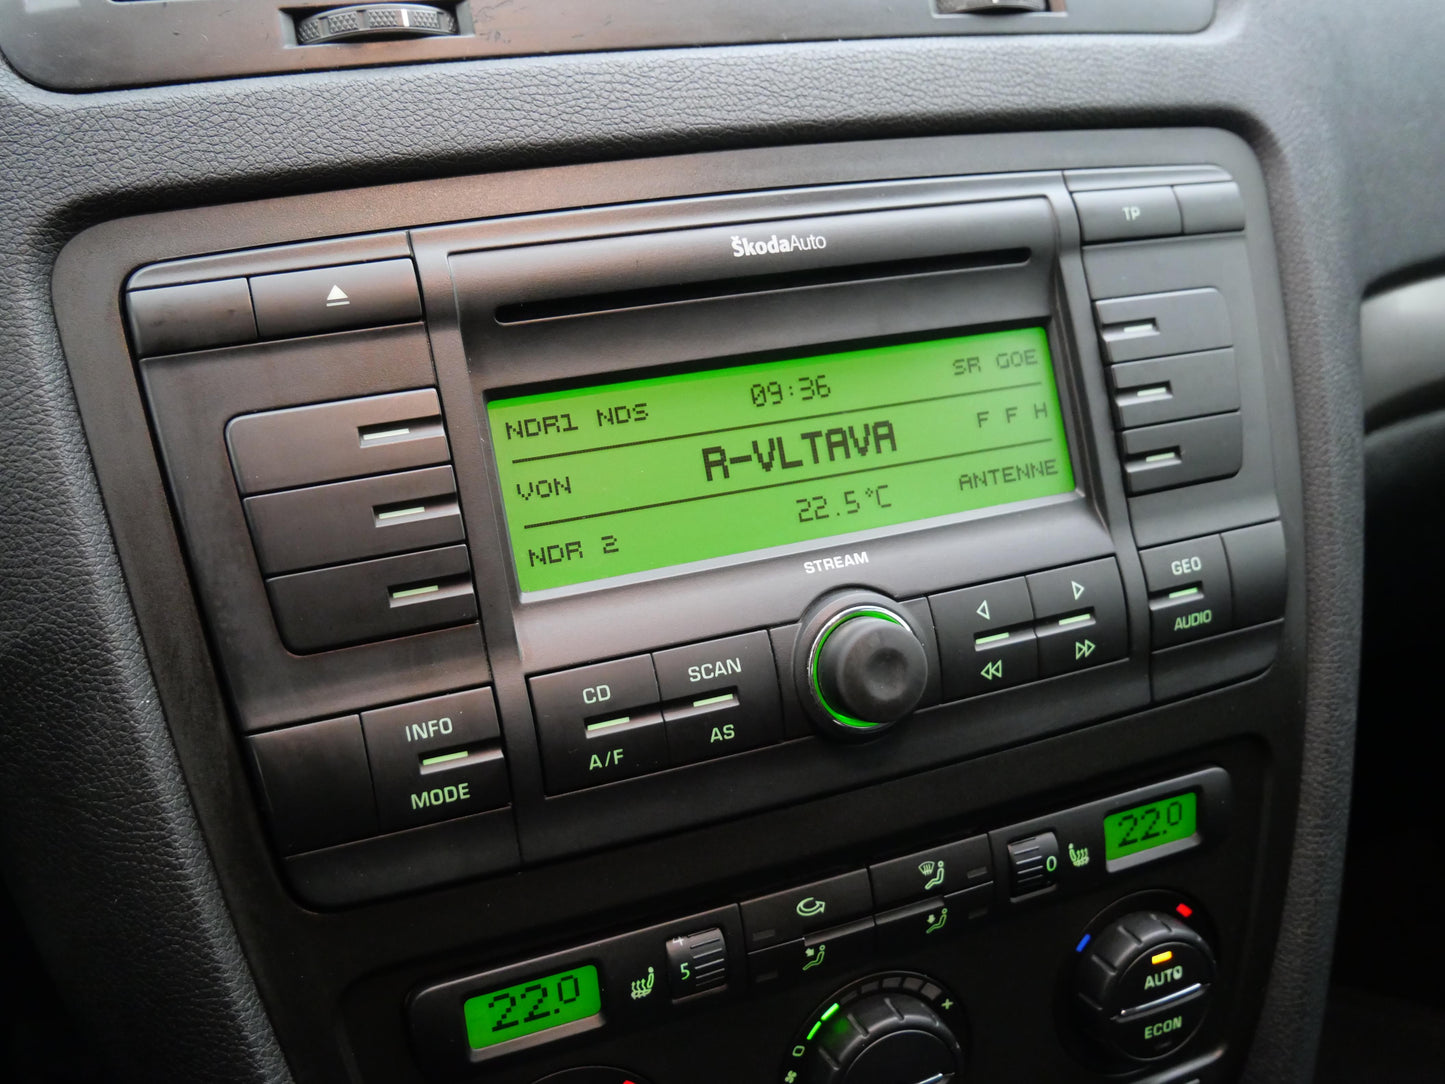 ŠkodaAuto
TP
NDR1 NDS 09:36 SR GOE
VON R-VLTAVA F F H
NDR 2 22.5°C ANTENNE
STREAM
GEO
AUDIO
CD
A/F
SCAN
AS
INFO
MODE
22.0
0
5
22.0
AUTO
ECON